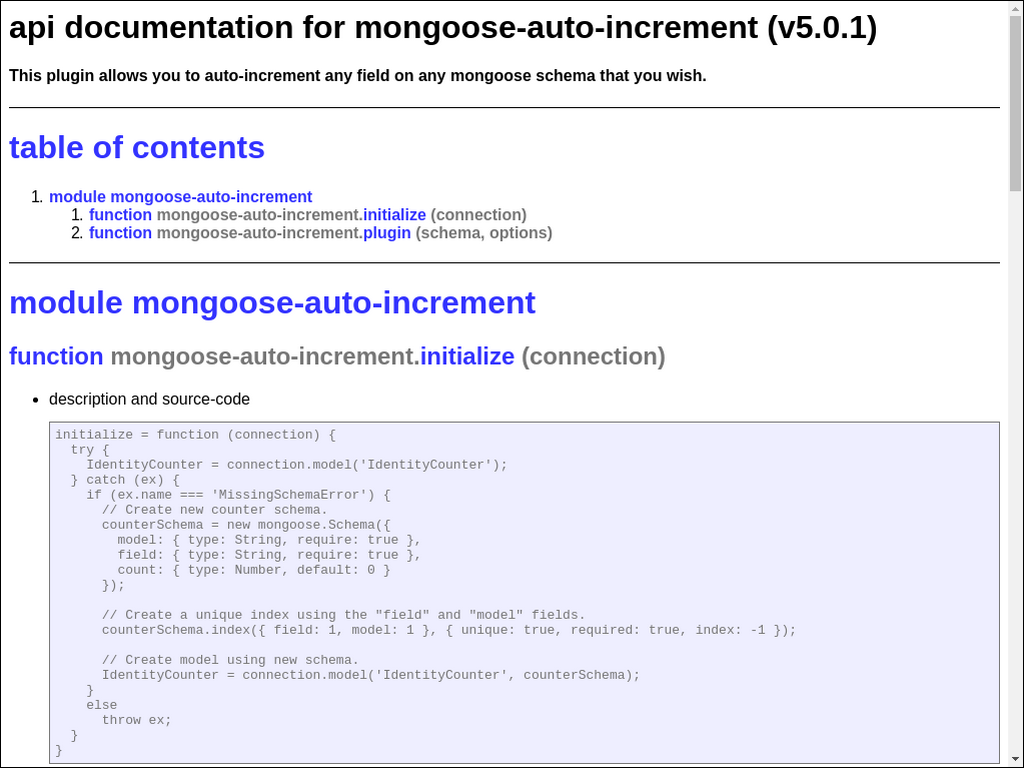 api documentation for mongoose-auto-increment (v5.0.1)
This plugin allows you to auto-increment any field on any mongoose schema that you wish.
table of contents
1. module mongoose-auto-increment
1. function mongoose-auto-increment.initialize (connection)
2. function mongoose-auto-increment.plugin (schema, options)
module mongoose-auto-increment
function mongoose-auto-increment.initialize (connection)
• description and source-code
initialize = function (connection) {
  try {
    IdentityCounter = connection.model('IdentityCounter');
  } catch (ex) {
    if (ex.name === 'MissingSchemaError') {
      // Create new counter schema.
      counterSchema = new mongoose.Schema({
        model: { type: String, require: true },
        field: { type: String, require: true },
        count: { type: Number, default: 0 }
      });

      // Create a unique index using the "field" and "model" fields.
      counterSchema.index({ field: 1, model: 1 }, { unique: true, required: true, index: -1 });

      // Create model using new schema.
      IdentityCounter = connection.model('IdentityCounter', counterSchema);
    }
    else
      throw ex;
  }
}